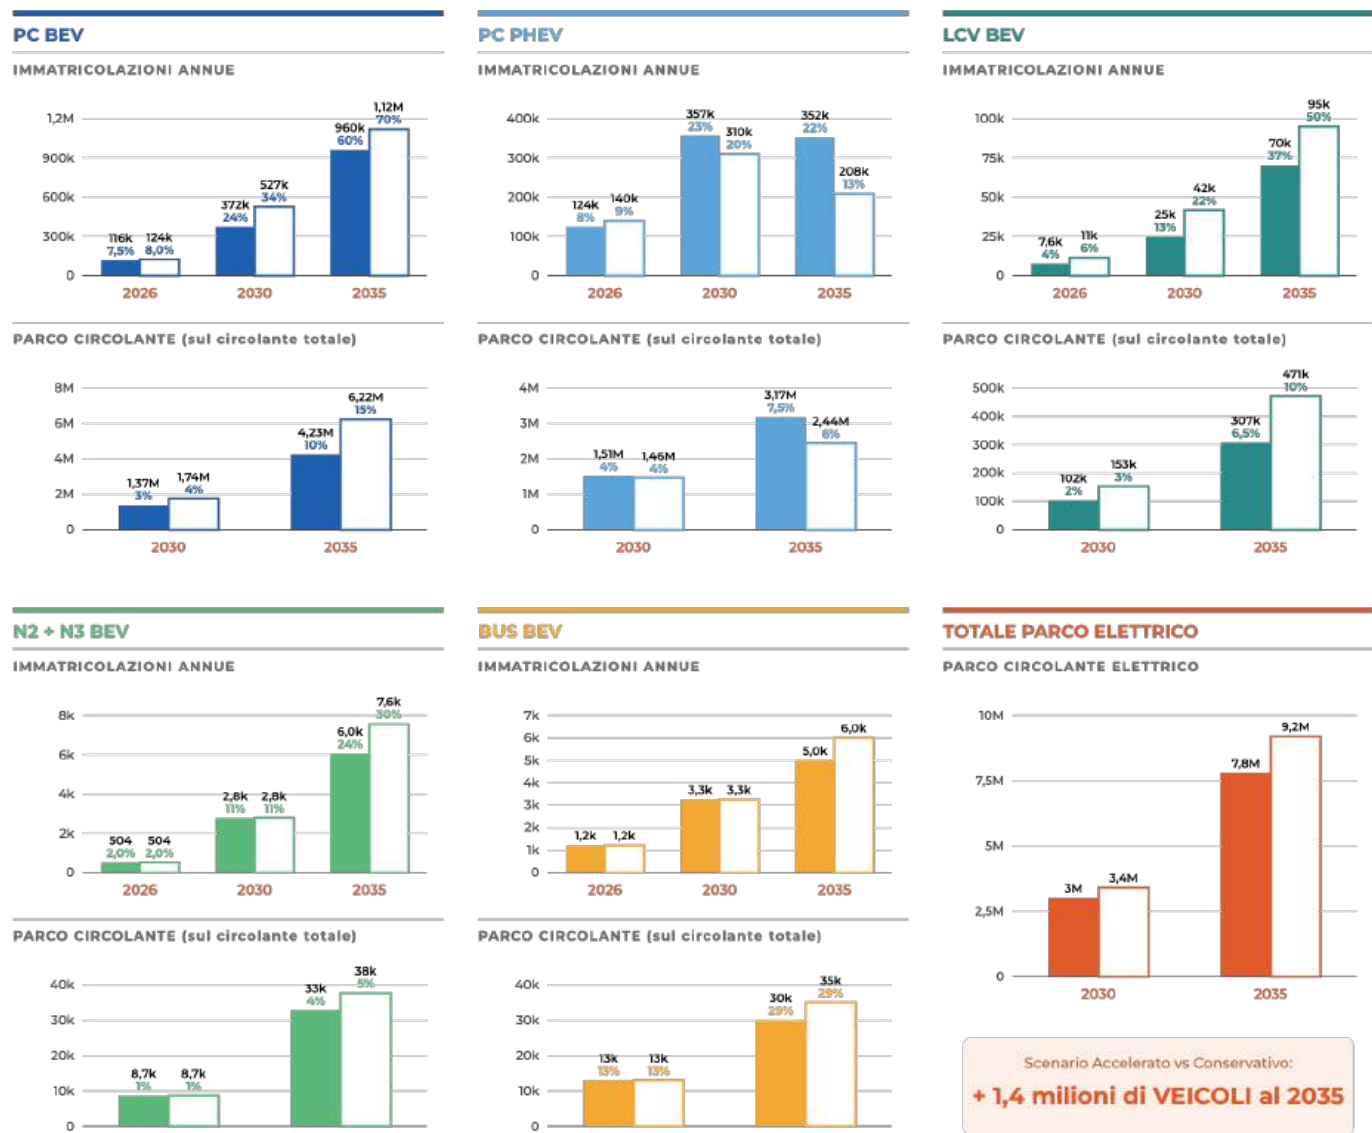 PC BEV
IMMATRICOLAZIONI ANNUE
1,2M
900k
600k
300k
0
116k
7,5%
124k
8,0%
372k
24%
527k
34%
960k
60%
1,12M
70%
2026
2030
2035
PARCO CIRCOLANTE (sul circolante totale)
8M
6M
4M
2M
0
1,37M
3%
1,74M
4%
4,23M
10%
6,22M
15%
2030
2035
PC PHEV
IMMATRICOLAZIONI ANNUE
400k
300k
200k
100k
0
124k
8%
140k
9%
357k
23%
310k
20%
352k
22%
208k
13%
2026
2030
2035
PARCO CIRCOLANTE (sul circolante totale)
4M
3M
2M
1M
0
1,51M
4%
1,46M
4%
3,17M
7,5%
2,44M
6%
2030
2035
LCV BEV
IMMATRICOLAZIONI ANNUE
100k
75k
50k
25k
0
7,6k
4%
11k
6%
25k
13%
42k
22%
70k
37%
95k
50%
2026
2030
2035
PARCO CIRCOLANTE (sul circolante totale)
500k
400k
300k
200k
100k
0
102k
2%
153k
3%
307k
6,5%
471k
10%
2030
2035
N2 + N3 BEV
IMMATRICOLAZIONI ANNUE
8k
6k
4k
2k
0
504
2,0%
504
2,0%
2,8k
11%
2,8k
11%
6,0k
24%
7,6k
30%
2026
2030
2035
PARCO CIRCOLANTE (sul circolante totale)
40k
30k
20k
10k
0
8,7k
1%
8,7k
1%
33k
4%
38k
5%
BUS BEV
IMMATRICOLAZIONI ANNUE
7k
6k
5k
4k
3k
2k
1k
0
1,2k
1,2k
3,3k
3,3k
5,0k
6,0k
2026
2030
2035
PARCO CIRCOLANTE (sul circolante totale)
40k
30k
20k
10k
0
13k
13%
13k
13%
30k
29%
35k
29%
TOTALE PARCO ELETTRICO
PARCO CIRCOLANTE ELETTRICO
10M
7,5M
5M
2,5M
0
3M
3,4M
7,8M
9,2M
2030
2035
Scenario Accelerato vs Conservativo:
+ 1,4 milioni di VEICOLI al 2035